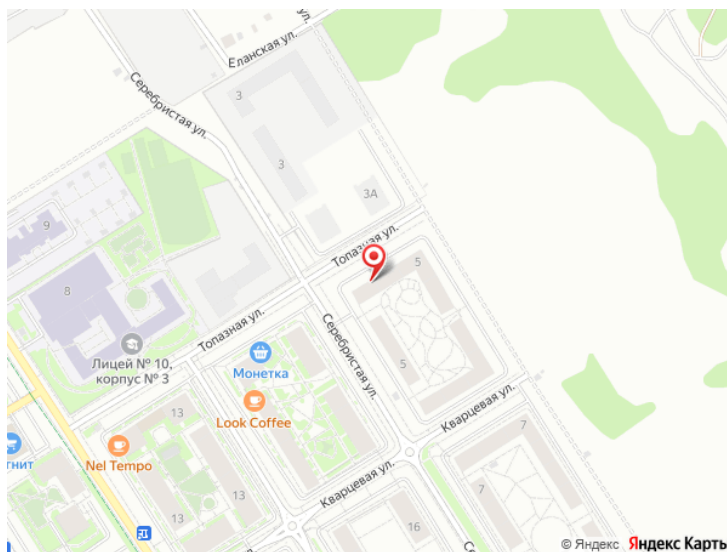 Еланская ул.
Серебристая ул.
3
3
3А
9
Топазная ул.
5
8
Топазная ул.
Серебристая ул.
Лицей № 10,
корпус № 3
Монетка
5
Кварцевая ул.
Look Coffee
13
7
гнит
Nel Tempo
Кварцевая ул.
7
13
13
16
Се
© Яндекс Яндекс Карты